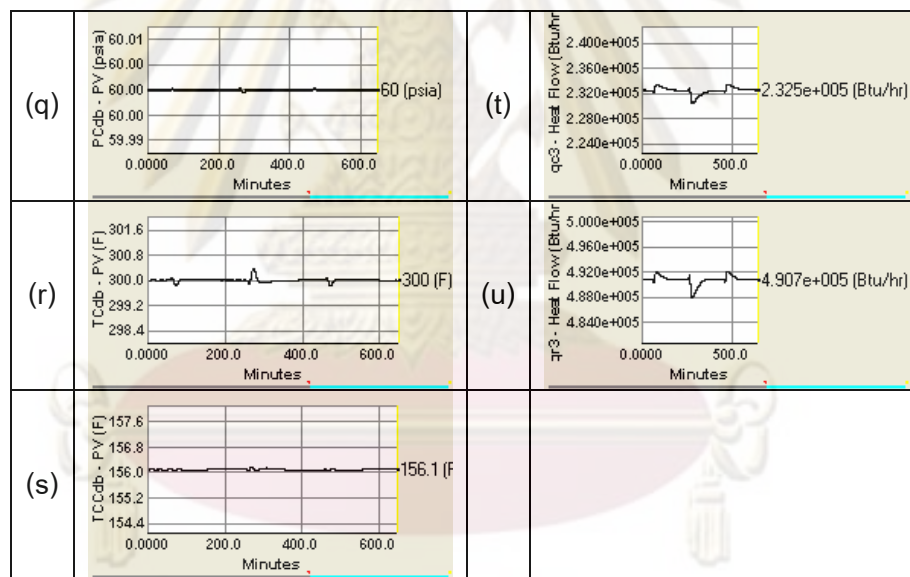 (q)
PCdb - PV (psia)
60.01
60.00
60.00
60.00
59.99
60 (psia)
0.0000 200.0 400.0 600.0
Minutes
(t)
qc3 - Heat Flow (Btu/hr
2.400e+005
2.360e+005
2.320e+005
2.280e+005
2.240e+005
2.325e+005 (Btu/hr)
0.0000 500.0
Minutes
(r)
TCdb - PV (F)
301.6
300.8
300.0
299.2
298.4
300 (F)
0.0000 200.0 400.0 600.0
Minutes
(u)
qr3 - Heat Flow (Btu/hr
5.000e+005
4.960e+005
4.920e+005
4.880e+005
4.840e+005
4.907e+005 (Btu/hr)
0.0000 500.0
Minutes
(s)
TCCdb - PV (F)
157.6
156.8
156.0
155.2
154.4
156.1 (F
0.0000 200.0 400.0 600.0
Minutes